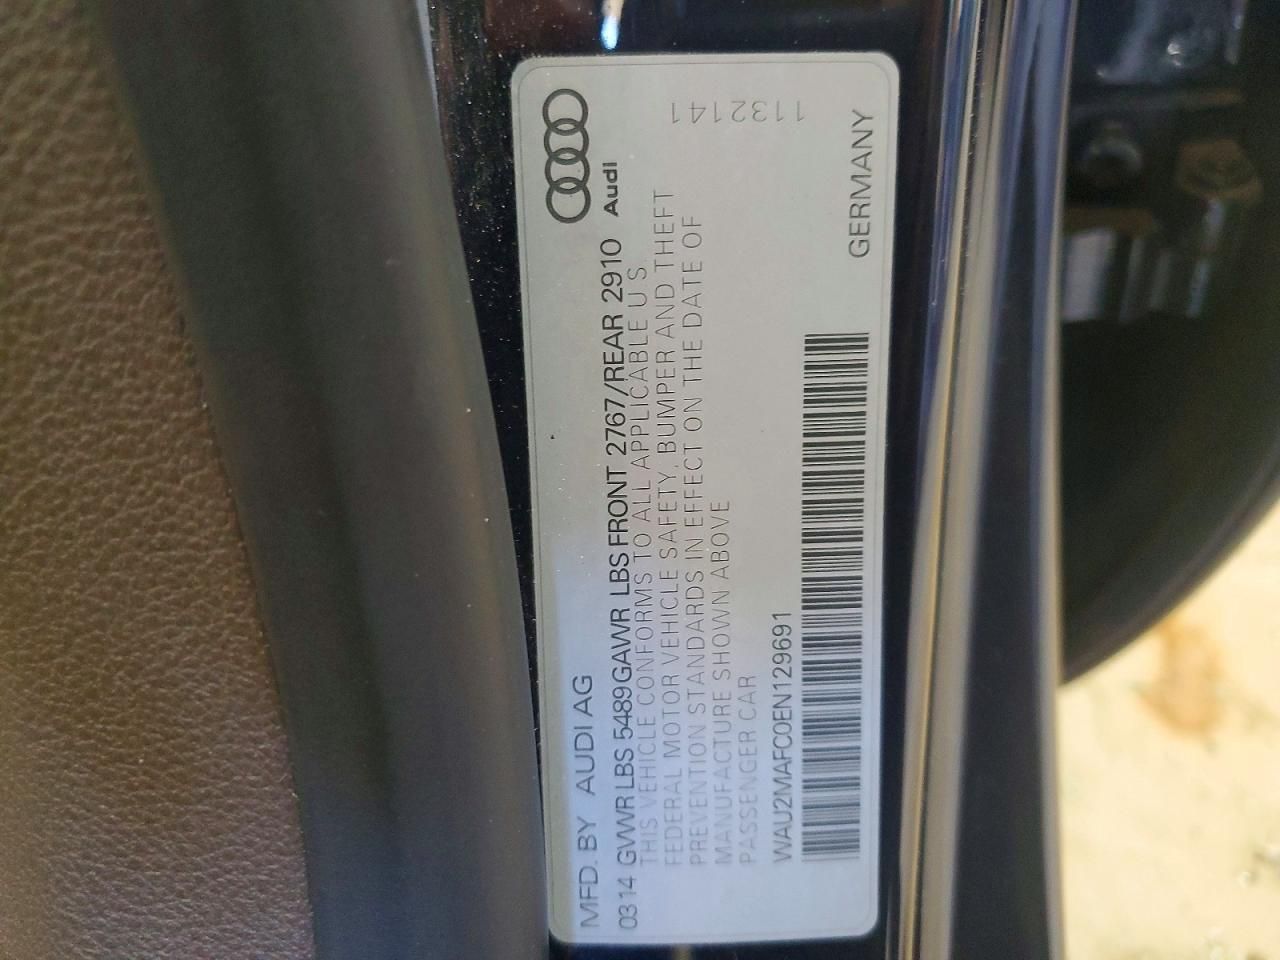 MFD. BY AUDI AG
Audi
03 14 GVWR LBS 5489 GAWR LBS FRONT 2767/REAR 2910
THIS VEHICLE CONFORMS TO ALL APPLICABLE U S
FEDERAL MOTOR VEHICLE SAFETY, BUMPER AND THEFT
PREVENTION STANDARDS IN EFFECT ON THE DATE OF
MANUFACTURE SHOWN ABOVE
PASSENGER CAR
WAU2MAFC0EN129691
1132141
GERMANY